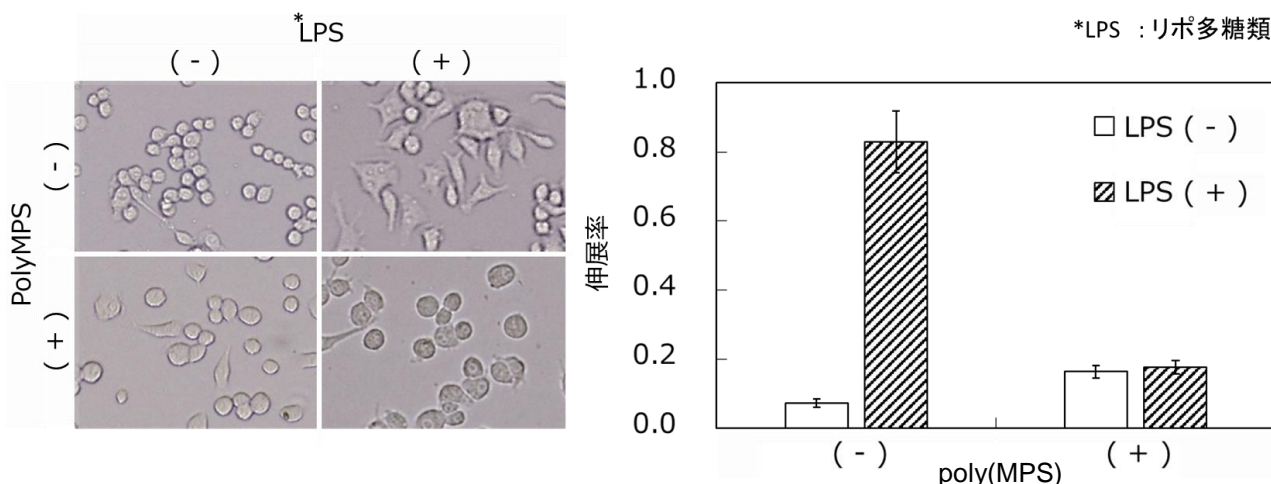 *LPS
( - ) ( + )
PolyMPS
( - )
( + )
*LPS ：リポ多糖類
伸展率
1.0
0.8
0.6
0.4
0.2
0.0
LPS ( - )
LPS ( + )
( - ) ( + )
poly(MPS)